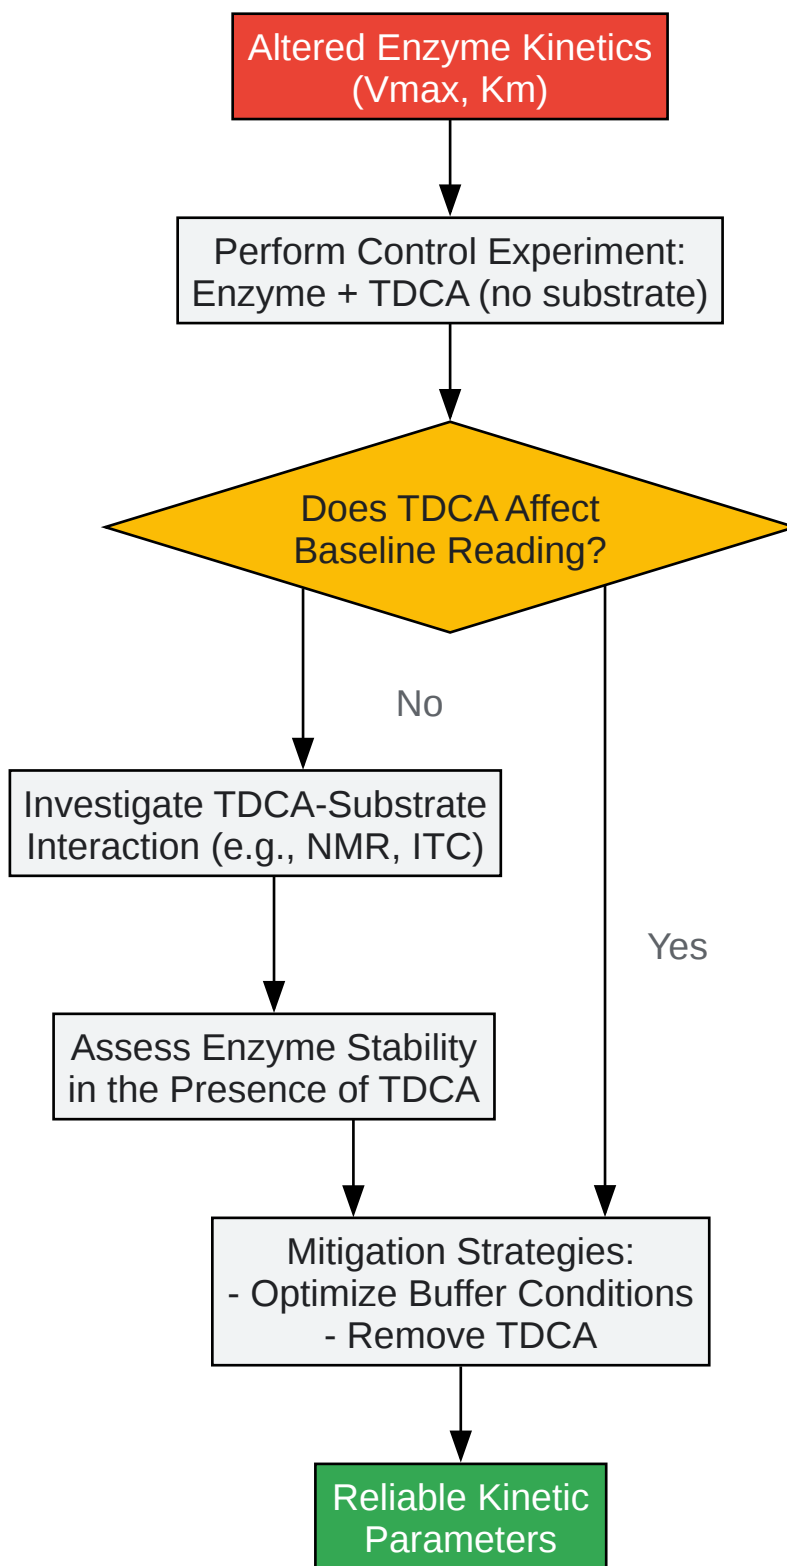 Altered Enzyme Kinetics
(Vmax, Km)
Perform Control Experiment:
Enzyme + TDCA (no substrate)
Does TDCA Affect
Baseline Reading?
No
Investigate TDCA-Substrate
Interaction (e.g., NMR, ITC)
Yes
Assess Enzyme Stability
in the Presence of TDCA
Mitigation Strategies:
- Optimize Buffer Conditions
- Remove TDCA
Reliable Kinetic
Parameters